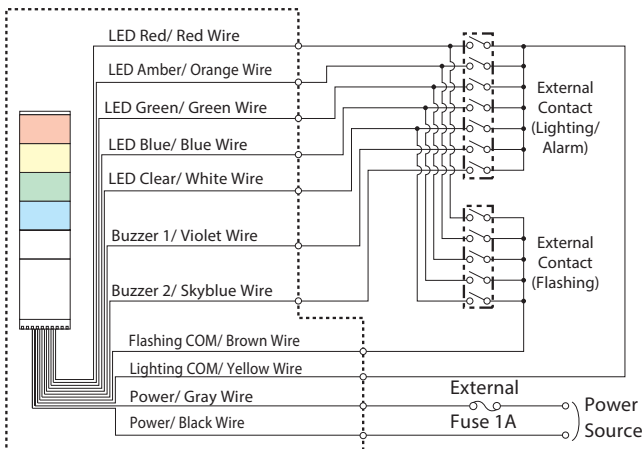 LED Red/ Red Wire
LED Amber/ Orange Wire
LED Green/ Green Wire
LED Blue/ Blue Wire
LED Clear/ White Wire
Buzzer 1/ Violet Wire
Buzzer 2/ Skyblue Wire
Flashing COM/ Brown Wire
Lighting COM/ Yellow Wire
Power/ Gray Wire
Power/ Black Wire
External
Contact
(Lighting/
Alarm)
External
Contact
(Flashing)
External
Fuse 1A
Power
Source